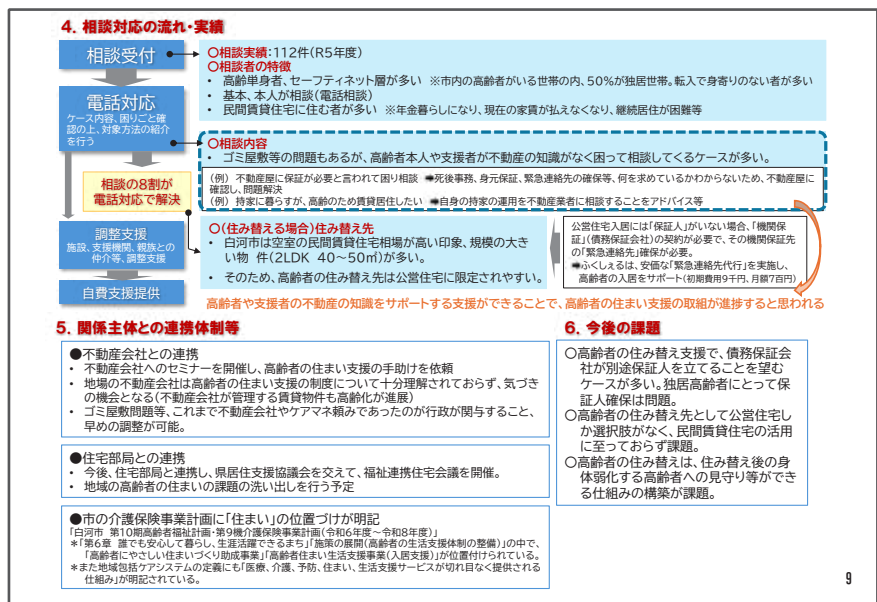 4. 相談対応の流れ・実績
相談受付
〇相談実績:112件(R5年度)
〇相談者の特徴
・ 高齢単身者、セーフティネット層が多い ※市内の高齢者がいる世帯の内、50%が独居世帯。転入で身寄りのない者が多い
・ 基本、本人が相談(電話相談)
・ 民間賃貸住宅に住む者が多い ※年金暮らしになり、現在の家賃が払えなくなり、継続居住が困難等
電話対応
ケース内容、困りごと確
認の上、対象方法の紹介
を行う
〇相談内容
・ ゴミ屋敷等の問題もあるが、高齢者本人や支援者が不動産の知識がなく困って相談してくるケースが多い。
(例) 不動産屋に保証が必要と言われて困り相談 ➡死後事務、身元保証、緊急連絡先の確保等、何を求めているかわからないため、不動産屋に
確認し、問題解決
(例) 持家に暮らすが、高齢のため賃貸居住したい ➡自身の持家の運用を不動産業者に相談することをアドバイス等
相談の8割が
電話対応で解決
調整支援
施設、支援機関、親族との
仲介等、調整支援
自費支援提供
〇(住み替える場合)住み替え先
・ 白河市は空室の民間賃貸住宅相場が高い印象、規模の大き
い物 件(2LDK 40~50㎡)が多い。
・ そのため、高齢者の住み替え先は公営住宅に限定されやすい。
公営住宅入居には「保証人」がいない場合、「機関保
証」(債務保証会社)の契約が必要で、その機関保証先
の「緊急連絡先」確保が必要。
➡ふくしぇるは、安価な「緊急連絡先代行」を実施し、
高齢者の入居をサポート(初期費用9千円、月額7百円)
高齢者や支援者の不動産の知識をサポートする支援ができることで、高齢者の住まい支援の取組が進捗すると思われる
5. 関係主体との連携体制等
●不動産会社との連携
・ 不動産会社へのセミナーを開催し、高齢者の住まい支援の手助けを依頼
・ 地場の不動産会社は高齢者の住まい支援の制度について十分理解されておらず、気づき
の機会となる(不動産会社が管理する賃貸物件も高齢化が進展)
・ ゴミ屋敷問題等、これまで不動産会社やケアマネ頼みであったのが行政が関与すること、
早めの調整が可能。
●住宅部局との連携
・ 今後、住宅部局と連携し、県居住支援協議会を交えて、福祉連携住宅会議を開催。
・ 地域の高齢者の住まいの課題の洗い出しを行う予定
●市の介護保険事業計画に「住まい」の位置づけが明記
「白河市 第10期高齢者福祉計画・第9機介護保険事業計画(令和6年度~令和8年度)」
*「第6章 誰でも安心して暮らし、生涯活躍できるまち」「施策の展開(高齢者の生活支援体制の整備)」の中で、
「高齢者にやさしい住まいづくり助成事業」「高齢者住まい生活支援事業(入居支援)」が位置付けられている。
*また地域包括ケアシステムの定義にも「医療、介護、予防、住まい、生活支援サービスが切れ目なく提供される
仕組み」が明記されている。
6. 今後の課題
〇高齢者の住み替え支援で、債務保証会
社が別途保証人を立てることを望む
ケースが多い。独居高齢者にとって保
証人確保は問題。
〇高齢者の住み替え先として公営住宅し
か選択肢がなく、民間賃貸住宅の活用
に至っておらず課題。
〇高齢者の住み替えは、住み替え後の身
体弱化する高齢者への見守り等ができ
る仕組みの構築が課題。
9